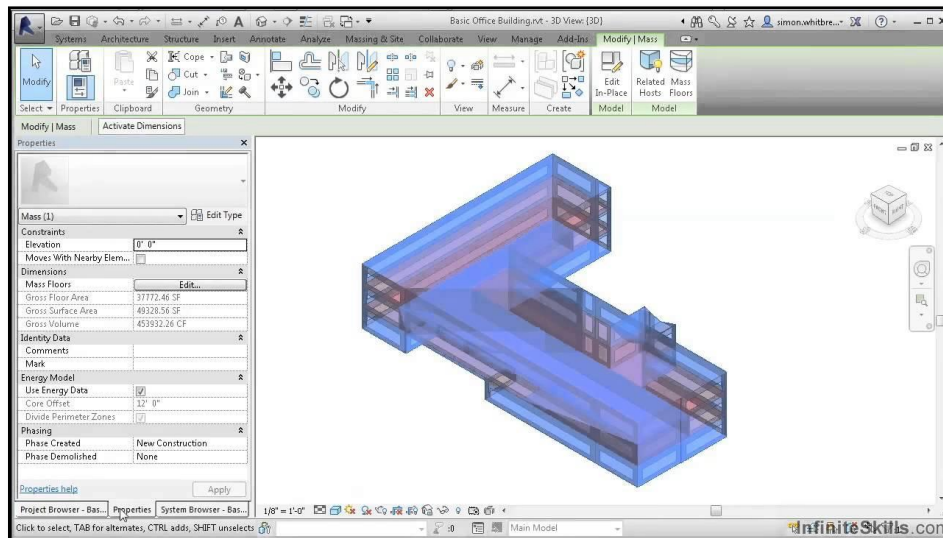 Basic Office Building.rvt - 3D View: {3D}
simon.whitbre...
Systems Architecture Structure Insert Annotate Analyze Massing & Site Collaborate View Manage Add-Ins Modify | Mass
Modify
Paste
Cope
Cut
Join
Edit In-Place
Related Hosts
Mass Floors
Select Properties Clipboard Geometry Modify View Measure Create Model Model
Modify | Mass Activate Dimensions
Properties
Mass (1) Edit Type
Constraints
Elevation 0' 0"
Moves With Nearby Elem...
Dimensions
Mass Floors Edit...
Gross Floor Area 37772.46 SF
Gross Surface Area 49328.56 SF
Gross Volume 453932.26 CF
Identity Data
Comments
Mark
Energy Model
Use Energy Data
Core Offset 12' 0"
Divide Perimeter Zones
Phasing
Phase Created New Construction
Phase Demolished None
Properties help Apply
Project Browser - Bas... Properties System Browser - Bas... 1/8" = 1'-0"
Click to select, TAB for alternates, CTRL adds, SHIFT unselects :0 Main Model
InfiniteSkills.com